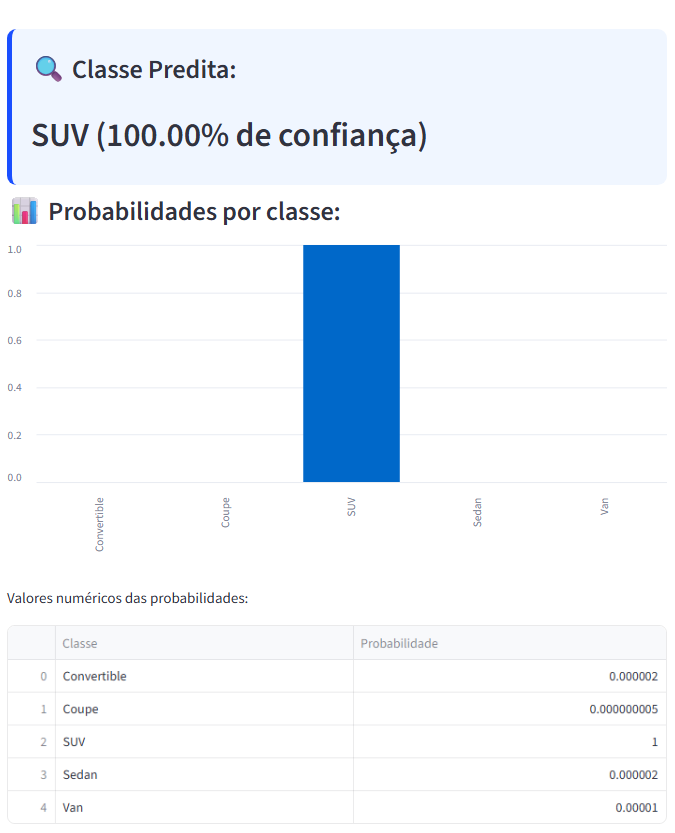 Classe Predita:
SUV (100.00% de confiança)
Probabilidades por classe:
1.0
0.8
0.6
0.4
0.2
0.0
Convertible
Coupe
SUV
Sedan
Van
Valores numéricos das probabilidades:
Classe Probabilidade
0 Convertible 0.000002
1 Coupe 0.000000005
2 SUV 1
3 Sedan 0.000002
4 Van 0.00001